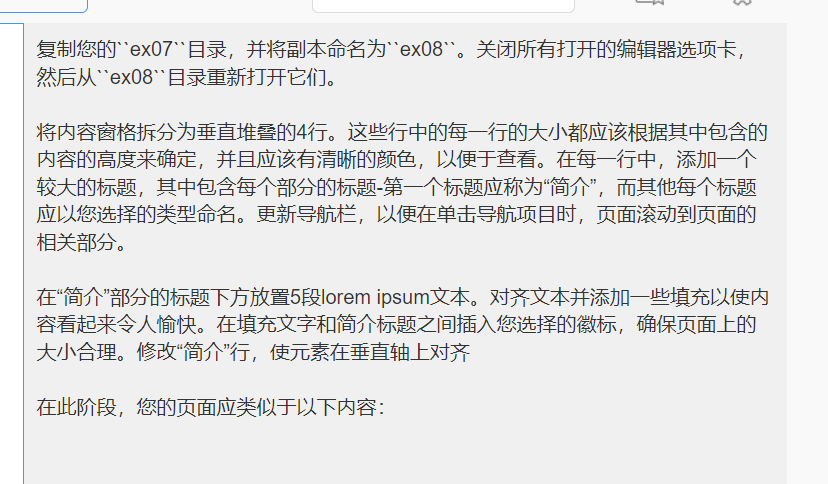 复制您的``ex07``目录，并将副本命名为``ex08``。关闭所有打开的编辑器选项卡，
然后从``ex08``目录重新打开它们。
将内容窗格拆分为垂直堆叠的4行。这些行中的每一行的大小都应该根据其中包含的
内容的高度来确定，并且应该有清晰的颜色，以便于查看。在每一行中，添加一个
较大的标题，其中包含每个部分的标题-第一个标题应称为“简介”，而其他每个标题
应以您选择的类型命名。更新导航栏，以便在单击导航项目时，页面滚动到页面的
相关部分。
在“简介”部分的标题下方放置5段lorem ipsum文本。对齐文本并添加一些填充以使内
容看起来令人愉快。在填充文字和简介标题之间插入您选择的徽标，确保页面上的
大小合理。修改“简介”行，使元素在垂直轴上对齐
在此阶段，您的页面应类似于以下内容：